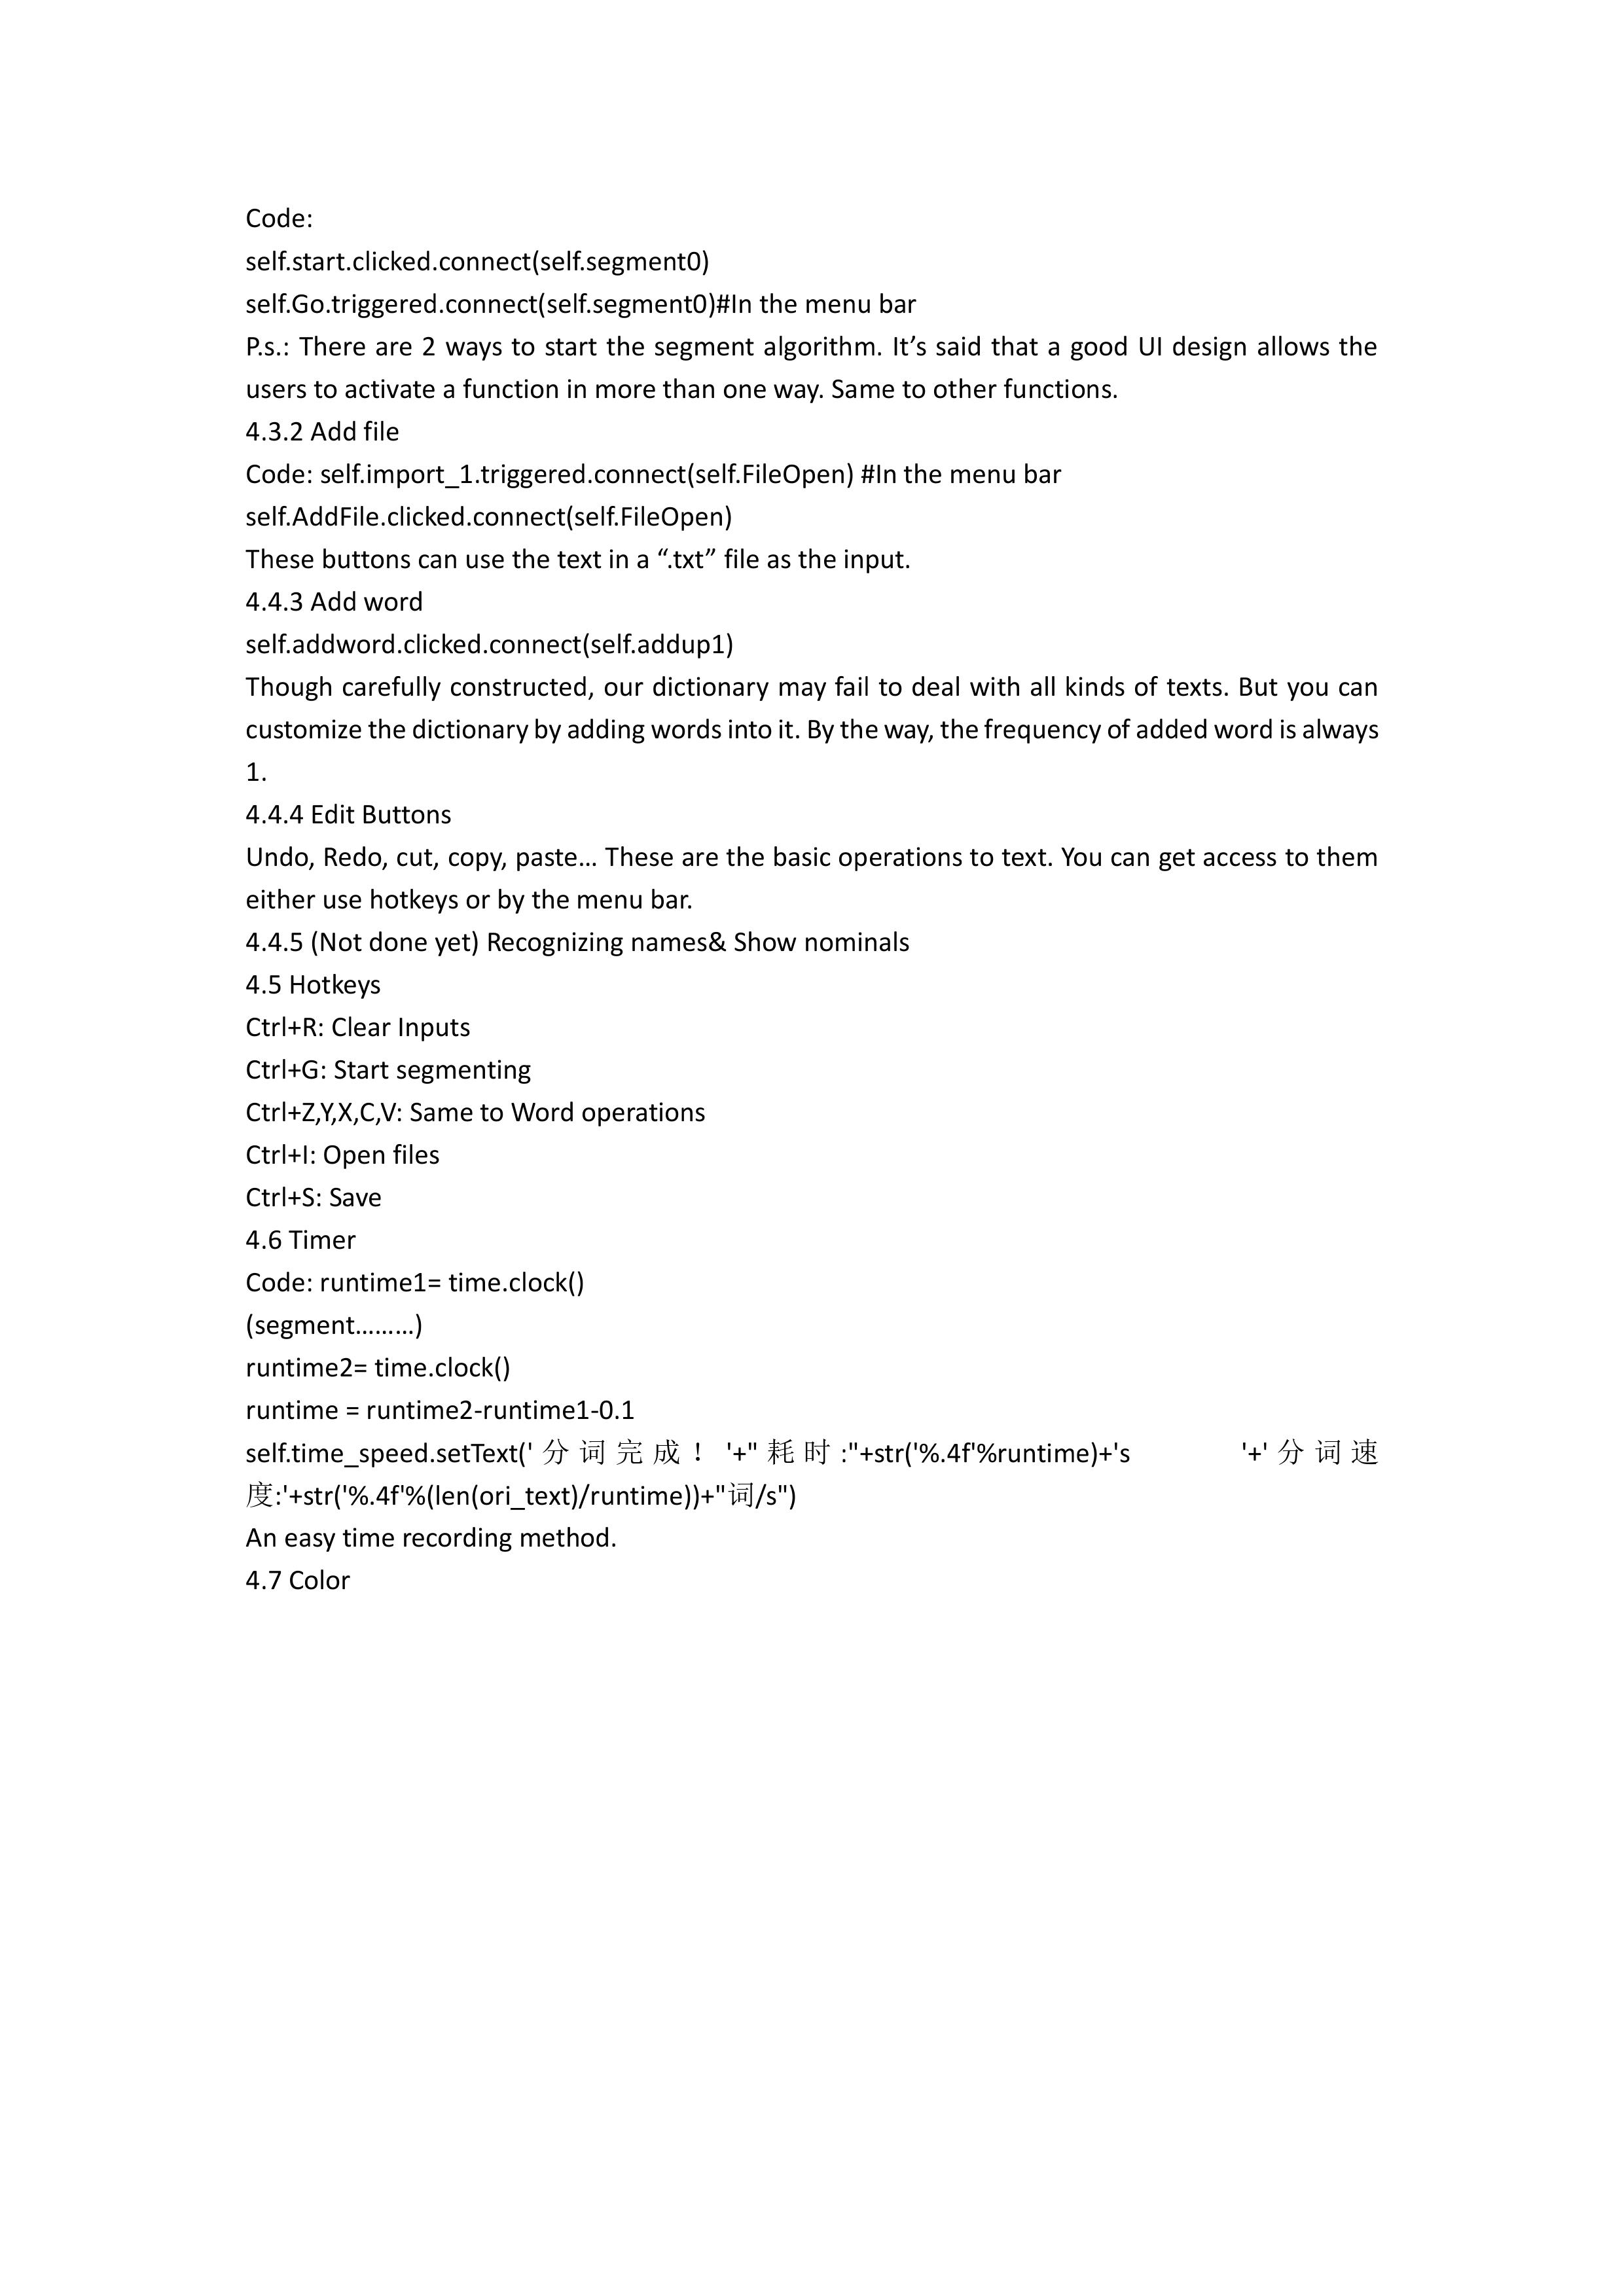 Code:
self.start.clicked.connect(self.segment0)
self.Go.triggered.connect(self.segment0)#In the menu bar
P.s.: There are 2 ways to start the segment algorithm. It’s said that a good UI design allows the
users to activate a function in more than one way. Same to other functions.
4.3.2 Add file
Code: self.import_1.triggered.connect(self.FileOpen) #In the menu bar
self.AddFile.clicked.connect(self.FileOpen)
These buttons can use the text in a “.txt” file as the input.
4.4.3 Add word
self.addword.clicked.connect(self.addup1)
Though carefully constructed, our dictionary may fail to deal with all kinds of texts. But you can
customize the dictionary by adding words into it. By the way, the frequency of added word is always
1.
4.4.4 Edit Buttons
Undo, Redo, cut, copy, paste… These are the basic operations to text. You can get access to them
either use hotkeys or by the menu bar.
4.4.5 (Not done yet) Recognizing names& Show nominals
4.5 Hotkeys
Ctrl+R: Clear Inputs
Ctrl+G: Start segmenting
Ctrl+Z,Y,X,C,V: Same to Word operations
Ctrl+I: Open files
Ctrl+S: Save
4.6 Timer
Code: runtime1= time.clock()
(segment………)
runtime2= time.clock()
runtime = runtime2-runtime1-0.1
self.time_speed.setText('分词完成！ '+"耗时:"+str('%.4f'%runtime)+'s '+'分词速
度:'+str('%.4f'%(len(ori_text)/runtime))+"词/s")
An easy time recording method.
4.7 Color